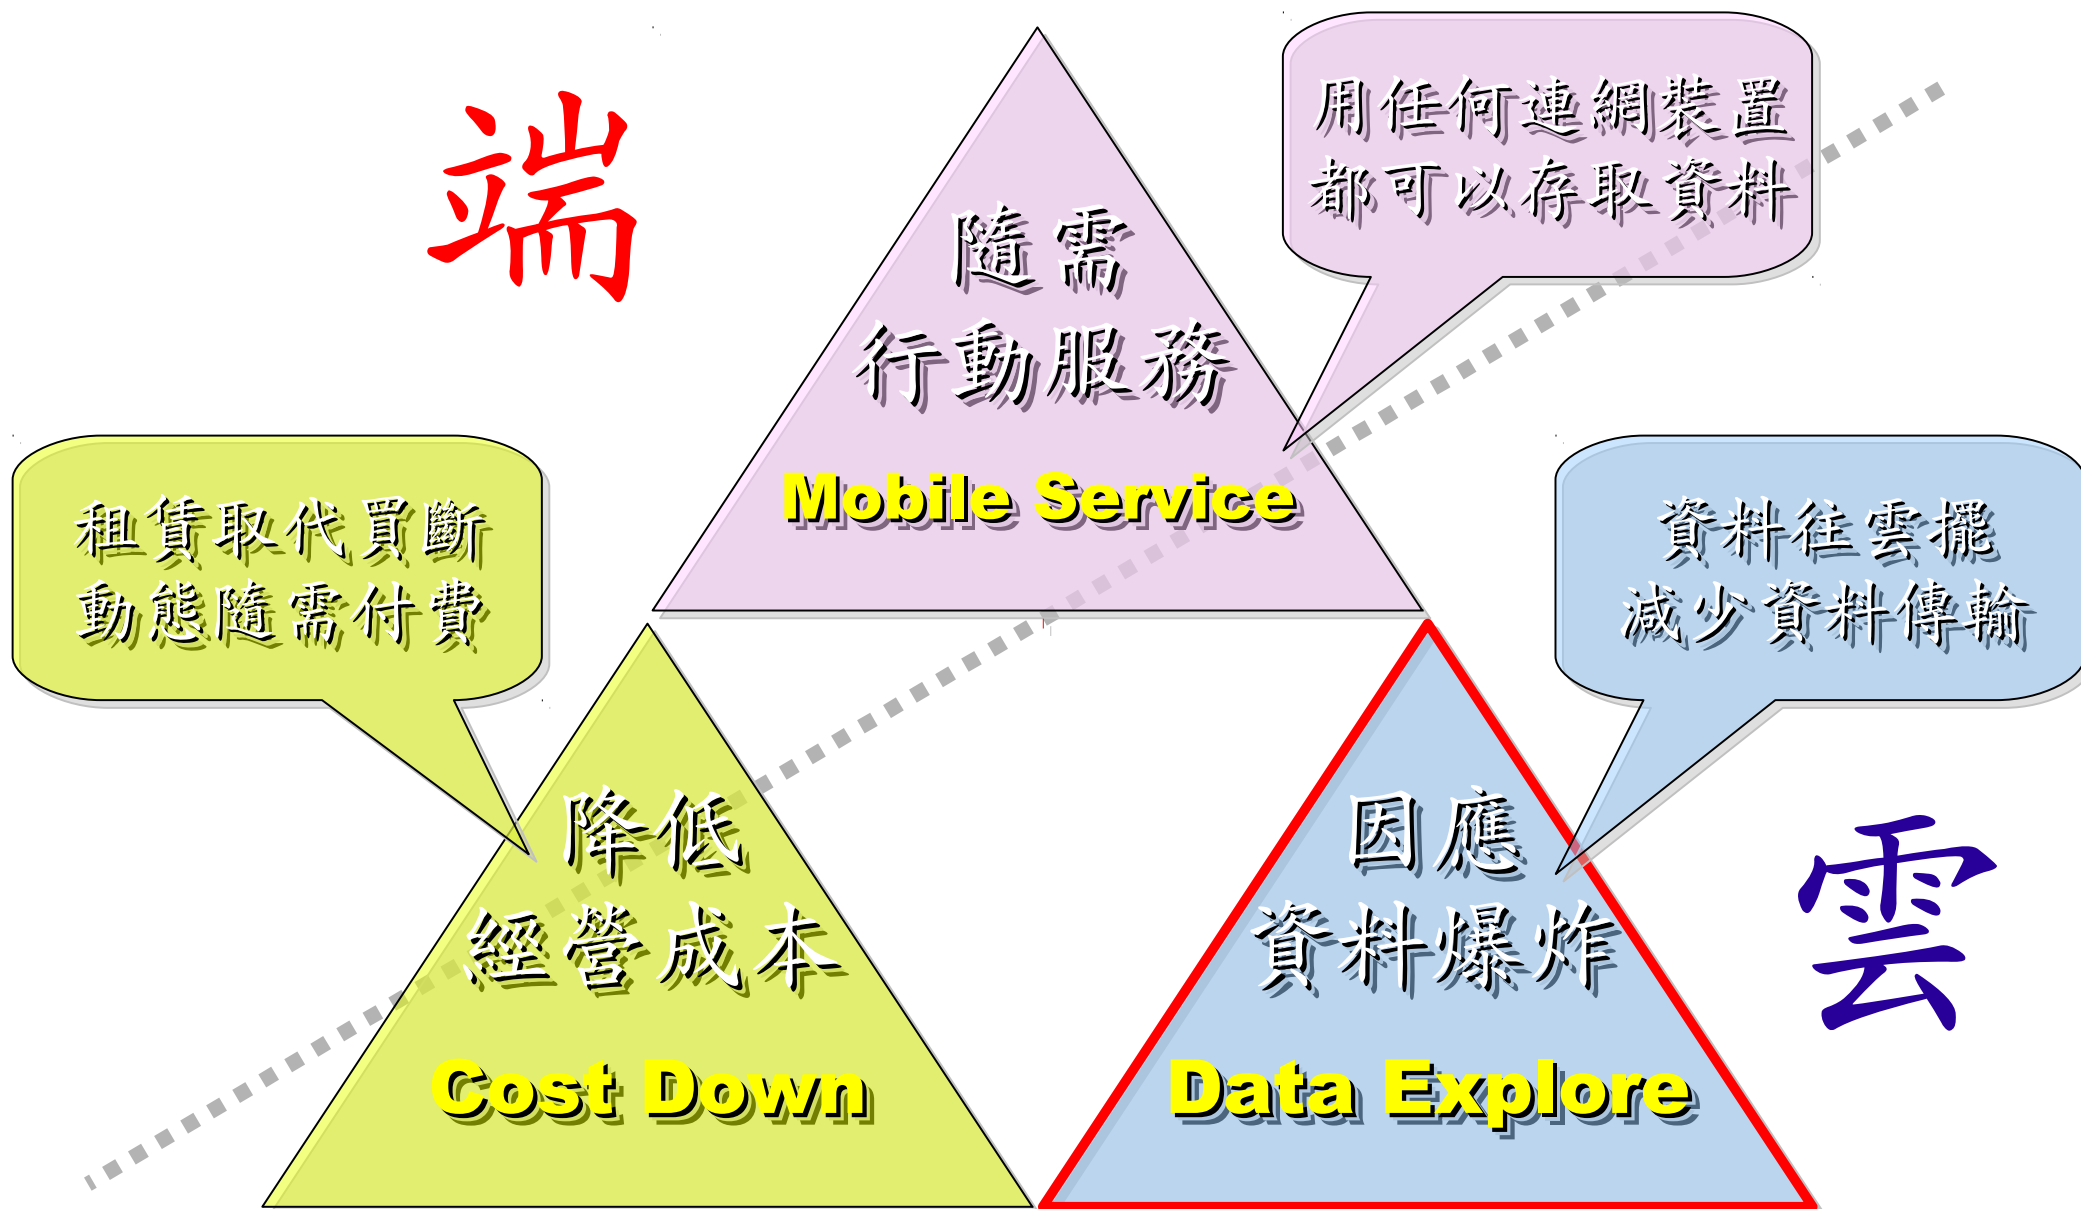 端
用任何連網裝置
都可以存取資料
隨需
行動服務
Mobile Service
租賃取代買斷
動態隨需付費
資料往雲擺
減少資料傳輸
降低
經營成本
Cost Down
因應
資料爆炸
Data Explore
雲